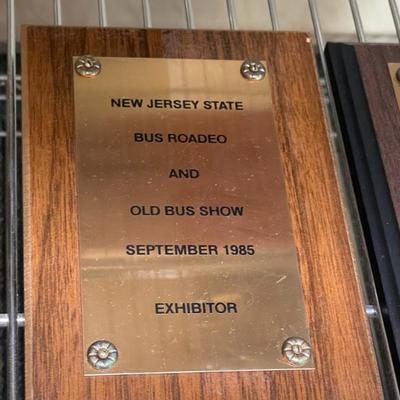 NEW JERSEY STATE
BUS ROADEO
AND
OLD BUS SHOW
SEPTEMBER 1985
EXHIBITOR